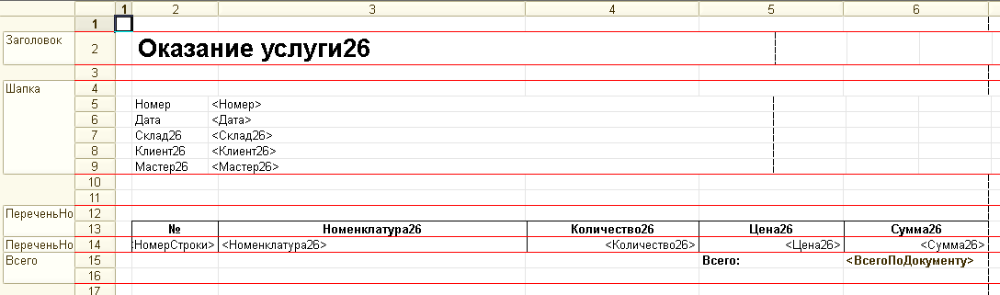 1 2 3 4 5 6
1
Заголовок 2 Оказание услуги26
3
Шапка 4
5 Номер <Номер>
6 Дата <Дата>
7 Склад26 <Склад26>
8 Клиент26 <Клиент26>
9 Мастер26 <Мастер26>
10
11
ПереченьНо 12
13 № Номенклатура26 Количество26 Цена26 Сумма26
ПереченьНо 14 <НомерСтроки> <Номенклатура26> <Количество26> <Цена26> <Сумма26>
Всего 15 Всего: <ВсегоПоДокументу>
16
17